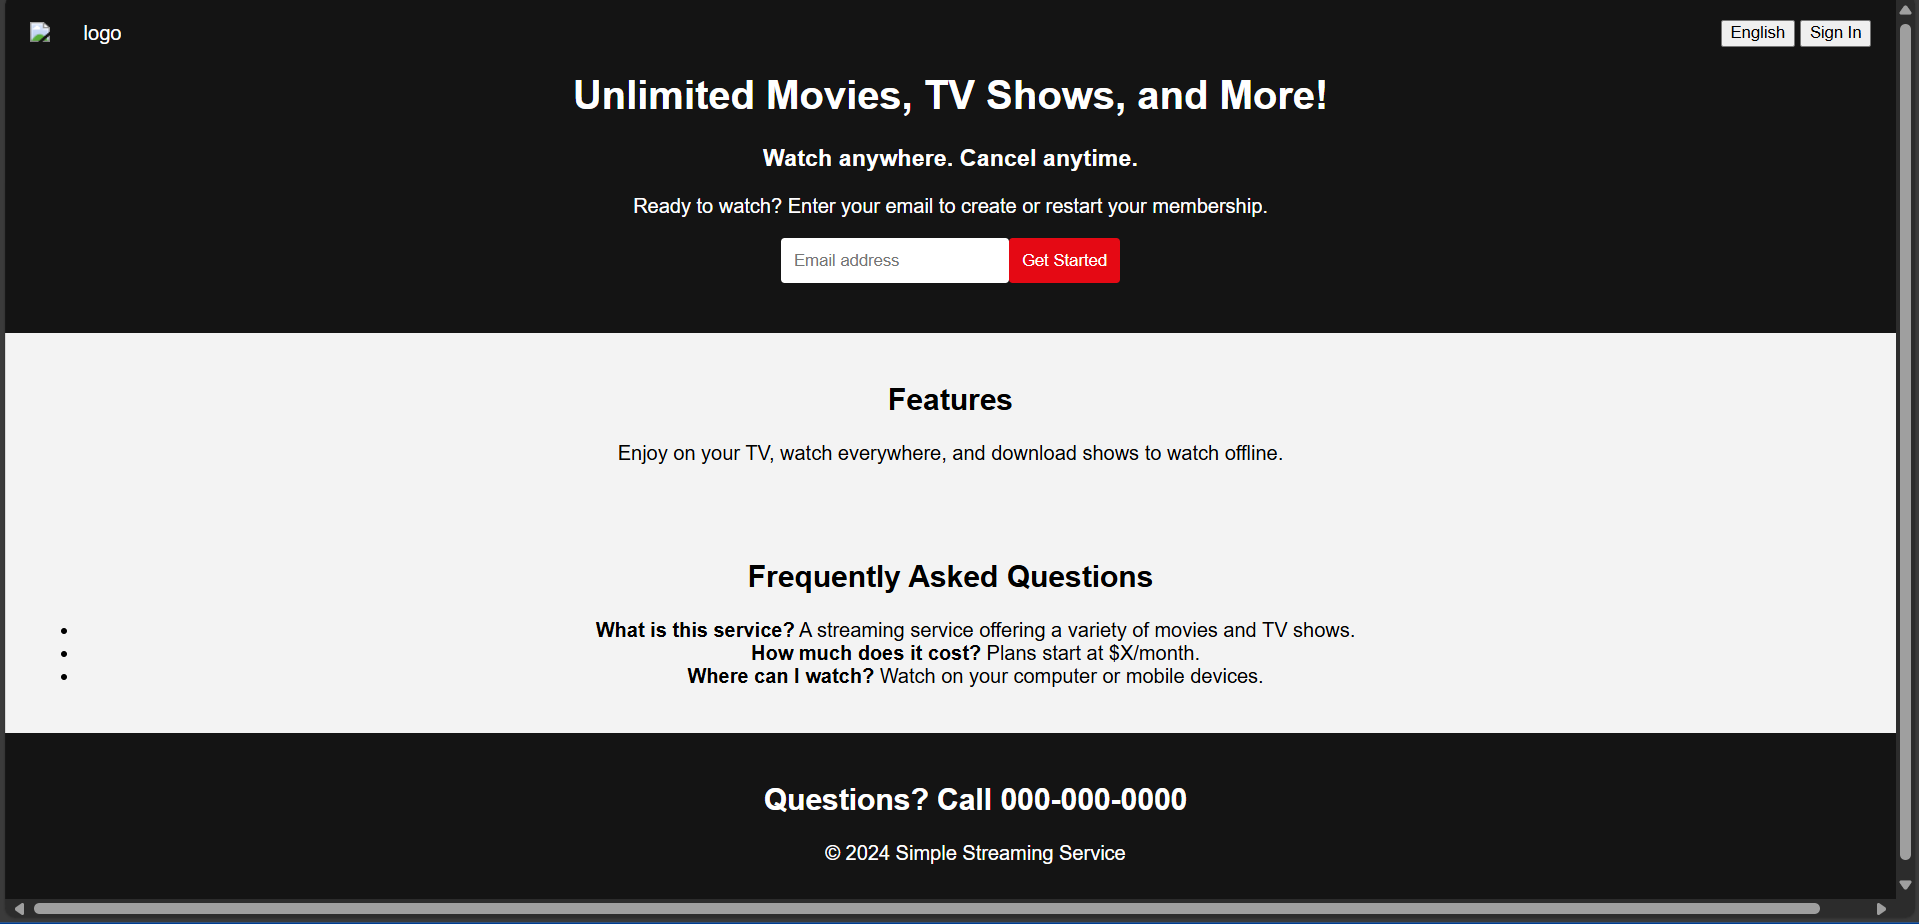 logo
English Sign In
Unlimited Movies, TV Shows, and More!
Watch anywhere. Cancel anytime.
Ready to watch? Enter your email to create or restart your membership.
Email address Get Started
Features
Enjoy on your TV, watch everywhere, and download shows to watch offline.
Frequently Asked Questions
• What is this service? A streaming service offering a variety of movies and TV shows.
• How much does it cost? Plans start at $X/month.
• Where can I watch? Watch on your computer or mobile devices.
Questions? Call 000-000-0000
© 2024 Simple Streaming Service